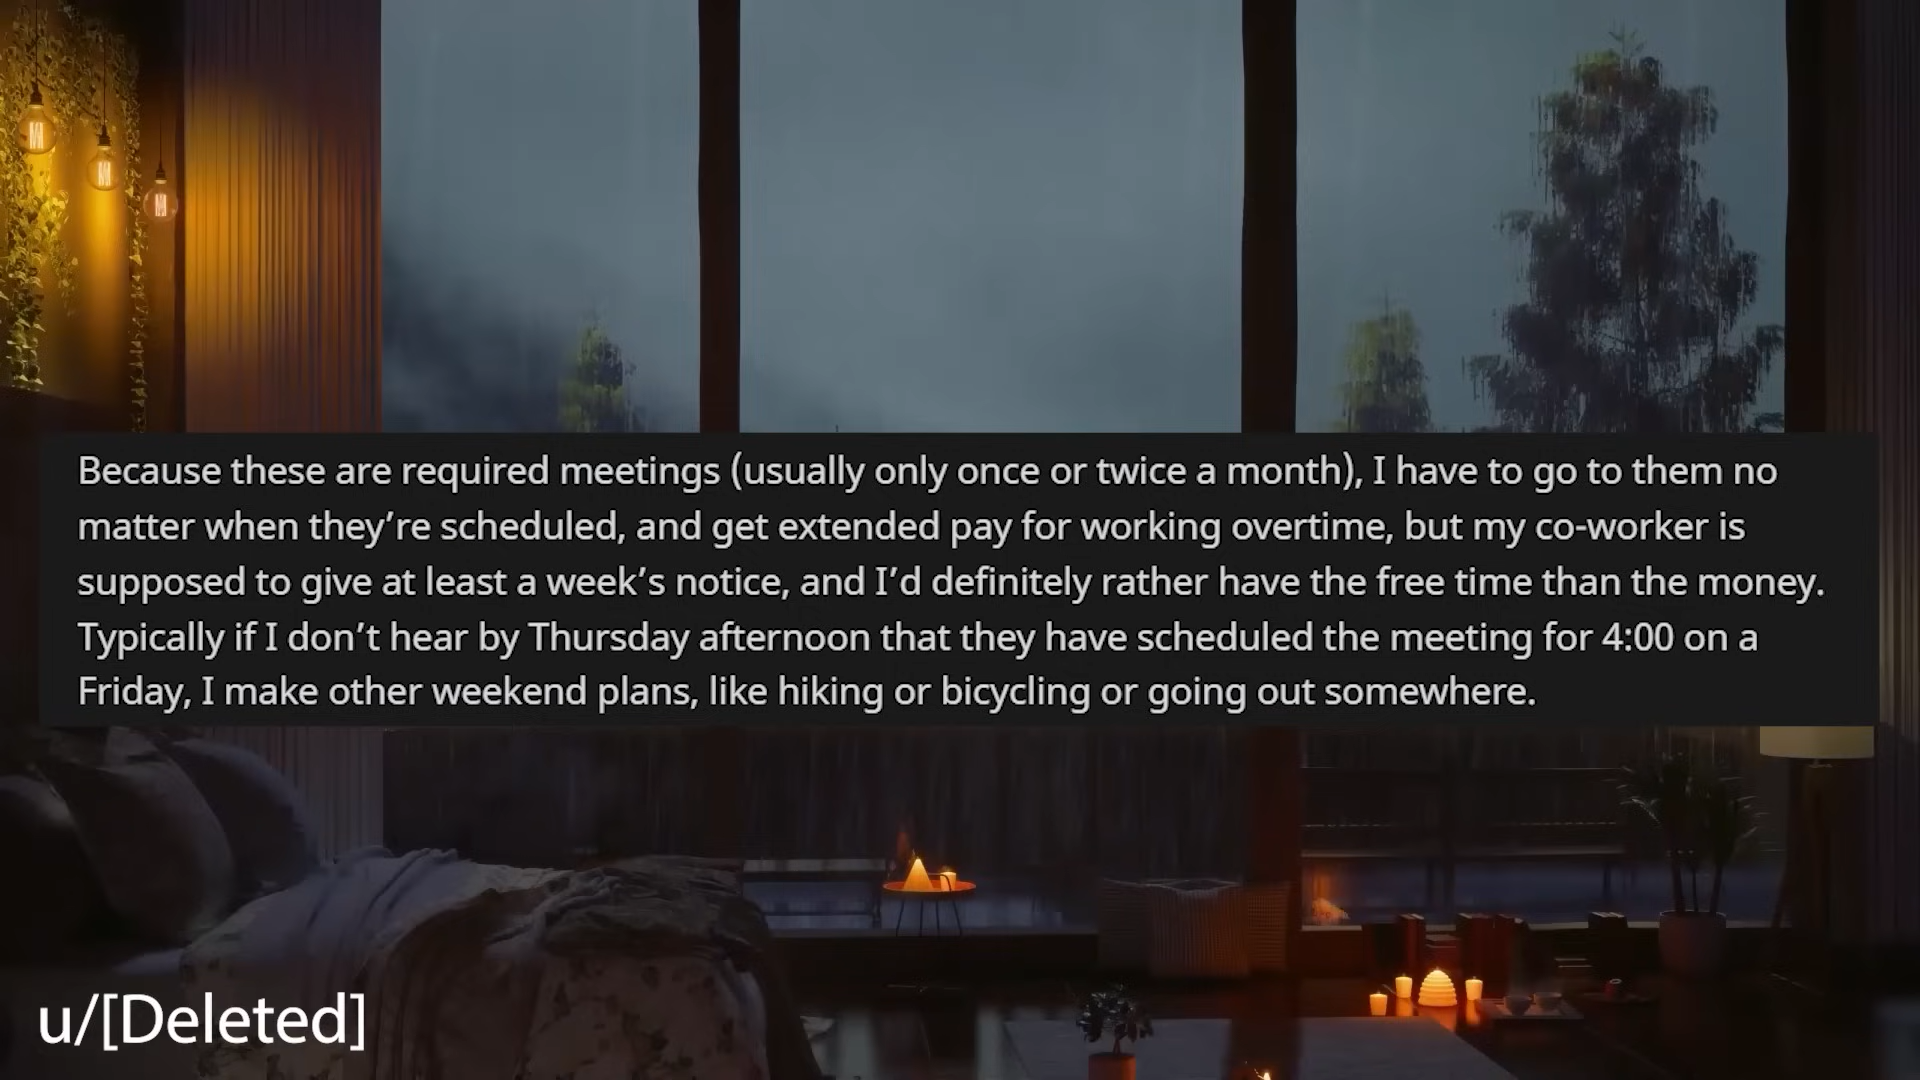 Because these are required meetings (usually only once or twice a month), I have to go to them no
matter when they’re scheduled, and get extended pay for working overtime, but my co-worker is
supposed to give at least a week’s notice, and I’d definitely rather have the free time than the money.
Typically if I don’t hear by Thursday afternoon that they have scheduled the meeting for 4:00 on a
Friday, I make other weekend plans, like hiking or bicycling or going out somewhere.
u/[Deleted]